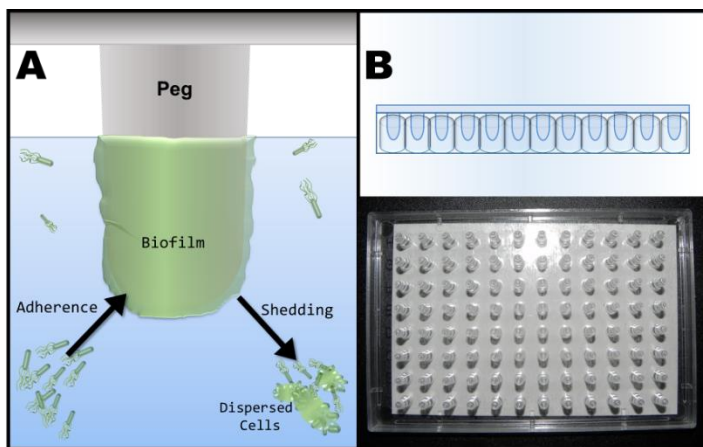 A
Peg
Biofilm
Adherence
Shedding
Dispersed
Cells
B